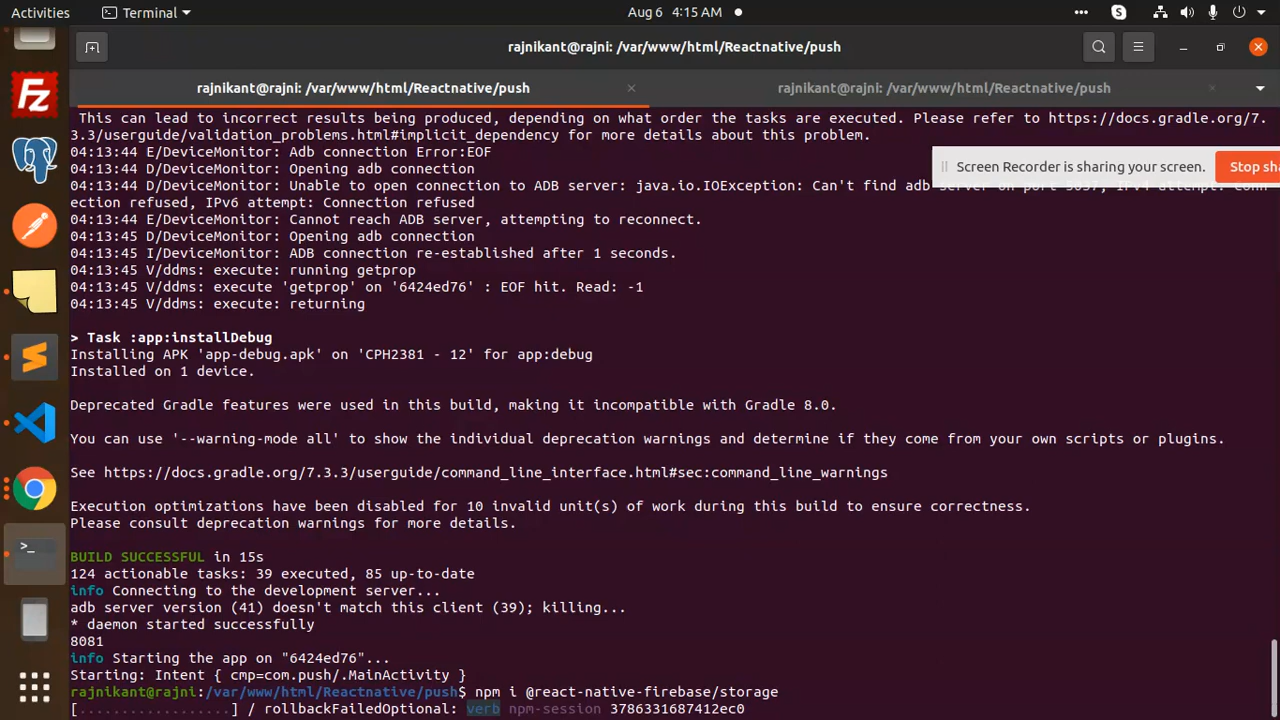 Activities Terminal Aug 6 4:15 AM
rajnikant@rajni: /var/www/html/Reactnative/push
rajnikant@rajni: /var/www/html/Reactnative/push rajnikant@rajni: /var/www/html/Reactnative/push
This can lead to incorrect results being produced, depending on what order the tasks are executed. Please refer to https://docs.gradle.org/7.
3.3/userguide/validation_problems.html#implicit_dependency for more details about this problem.
04:13:44 E/DeviceMonitor: Adb connection Error:EOF
Screen Recorder is sharing your screen. Stop sha
04:13:44 D/DeviceMonitor: Opening adb connection
04:13:44 D/DeviceMonitor: Unable to open connection to ADB server: java.io.IOException: Can't find adb server on port 5037, IPv4 attempt: Conn
ection refused, IPv6 attempt: Connection refused
04:13:44 E/DeviceMonitor: Cannot reach ADB server, attempting to reconnect.
04:13:45 D/DeviceMonitor: Opening adb connection
04:13:45 I/DeviceMonitor: ADB connection re-established after 1 seconds.
04:13:45 V/ddms: execute: running getprop
04:13:45 V/ddms: execute 'getprop' on '6424ed76' : EOF hit. Read: -1
04:13:45 V/ddms: execute: returning
> Task :app:installDebug
Installing APK 'app-debug.apk' on 'CPH2381 - 12' for app:debug
Installed on 1 device.
Deprecated Gradle features were used in this build, making it incompatible with Gradle 8.0.
You can use '--warning-mode all' to show the individual deprecation warnings and determine if they come from your own scripts or plugins.
See https://docs.gradle.org/7.3.3/userguide/command_line_interface.html#sec:command_line_warnings
Execution optimizations have been disabled for 10 invalid unit(s) of work during this build to ensure correctness.
Please consult deprecation warnings for more details.
BUILD SUCCESSFUL in 15s
124 actionable tasks: 39 executed, 85 up-to-date
info Connecting to the development server...
adb server version (41) doesn't match this client (39); killing...
* daemon started successfully
8081
info Starting the app on "6424ed76"...
Starting: Intent { cmp=com.push/.MainActivity }
rajnikant@rajni:/var/www/html/Reactnative/push$ npm i @react-native-firebase/storage
[..................] / rollbackFailedOptional: verb npm-session 3786331687412ec0